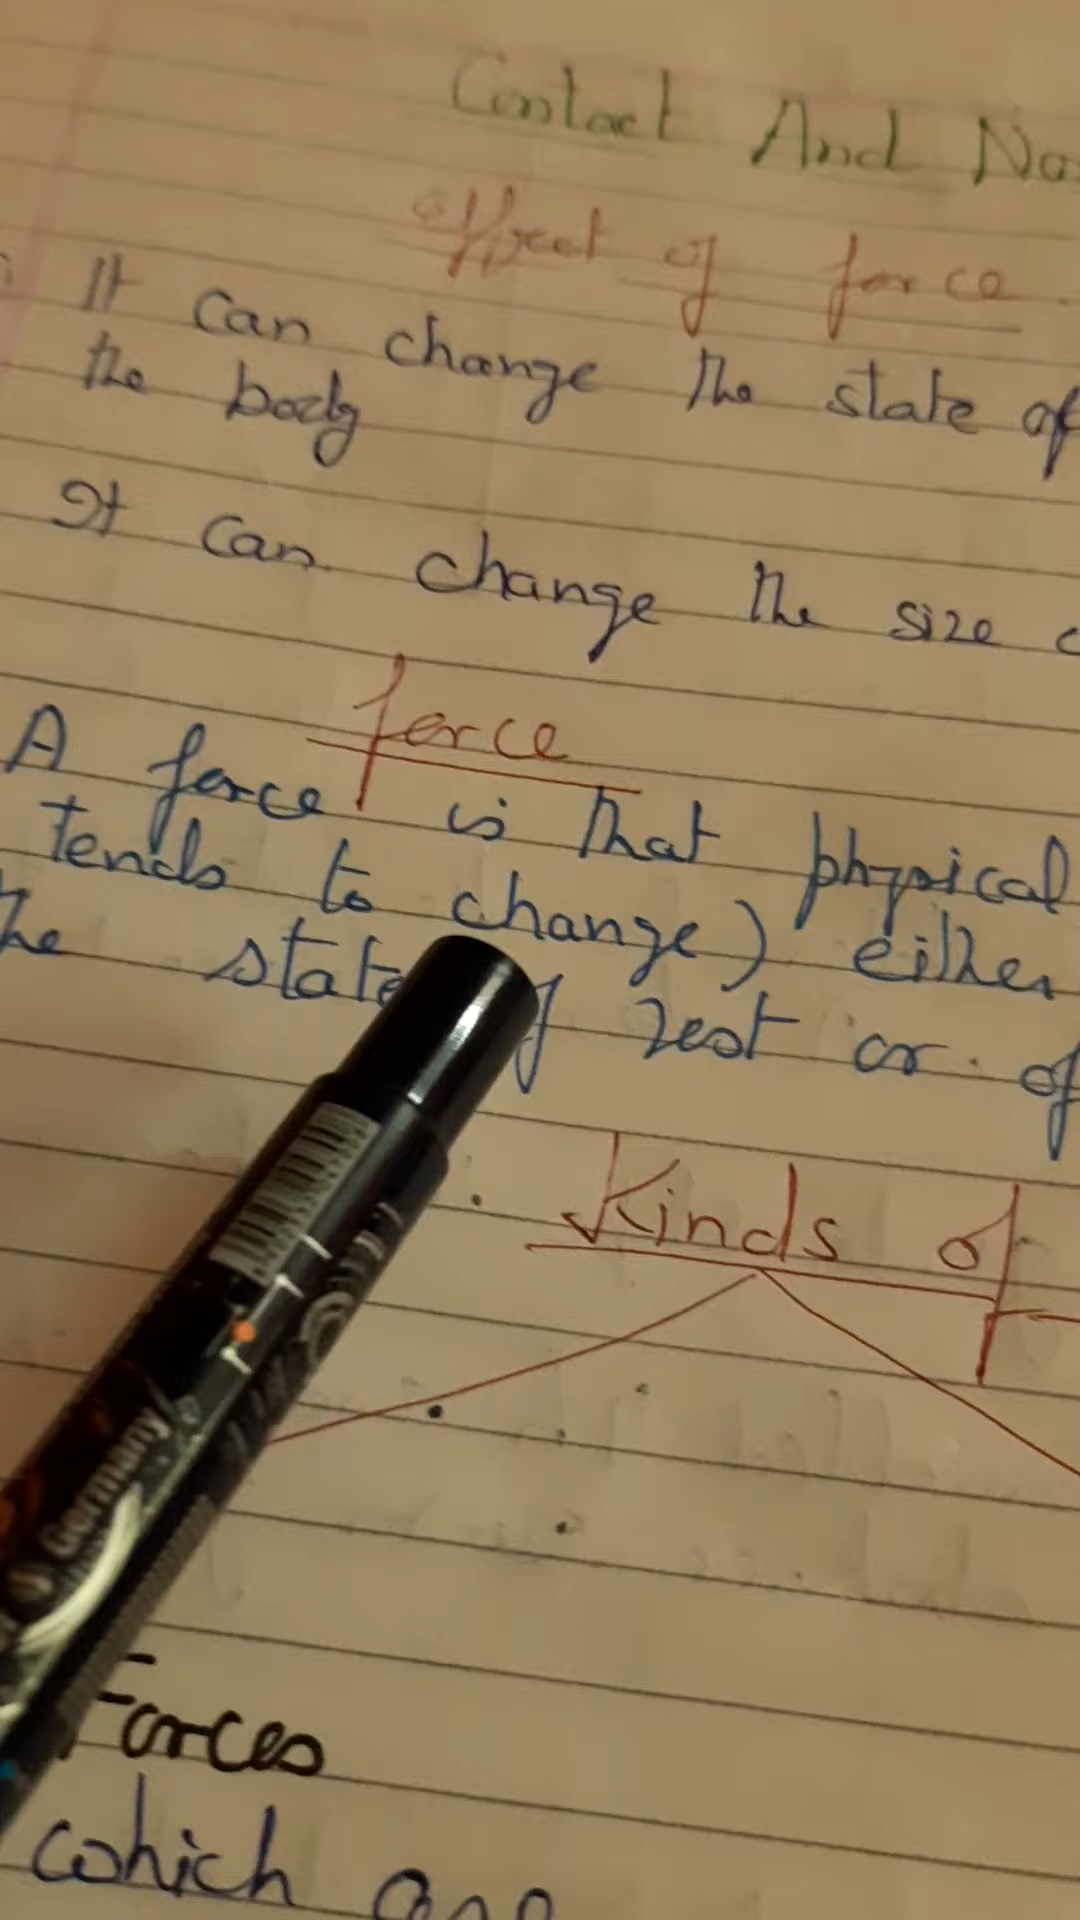 Contact And No
effect of force
It can change the state of
the body
It can change the size
force
A force is that physical
tends to change) either
the state of rest or of
Kinds of
Germany
Forces
which are